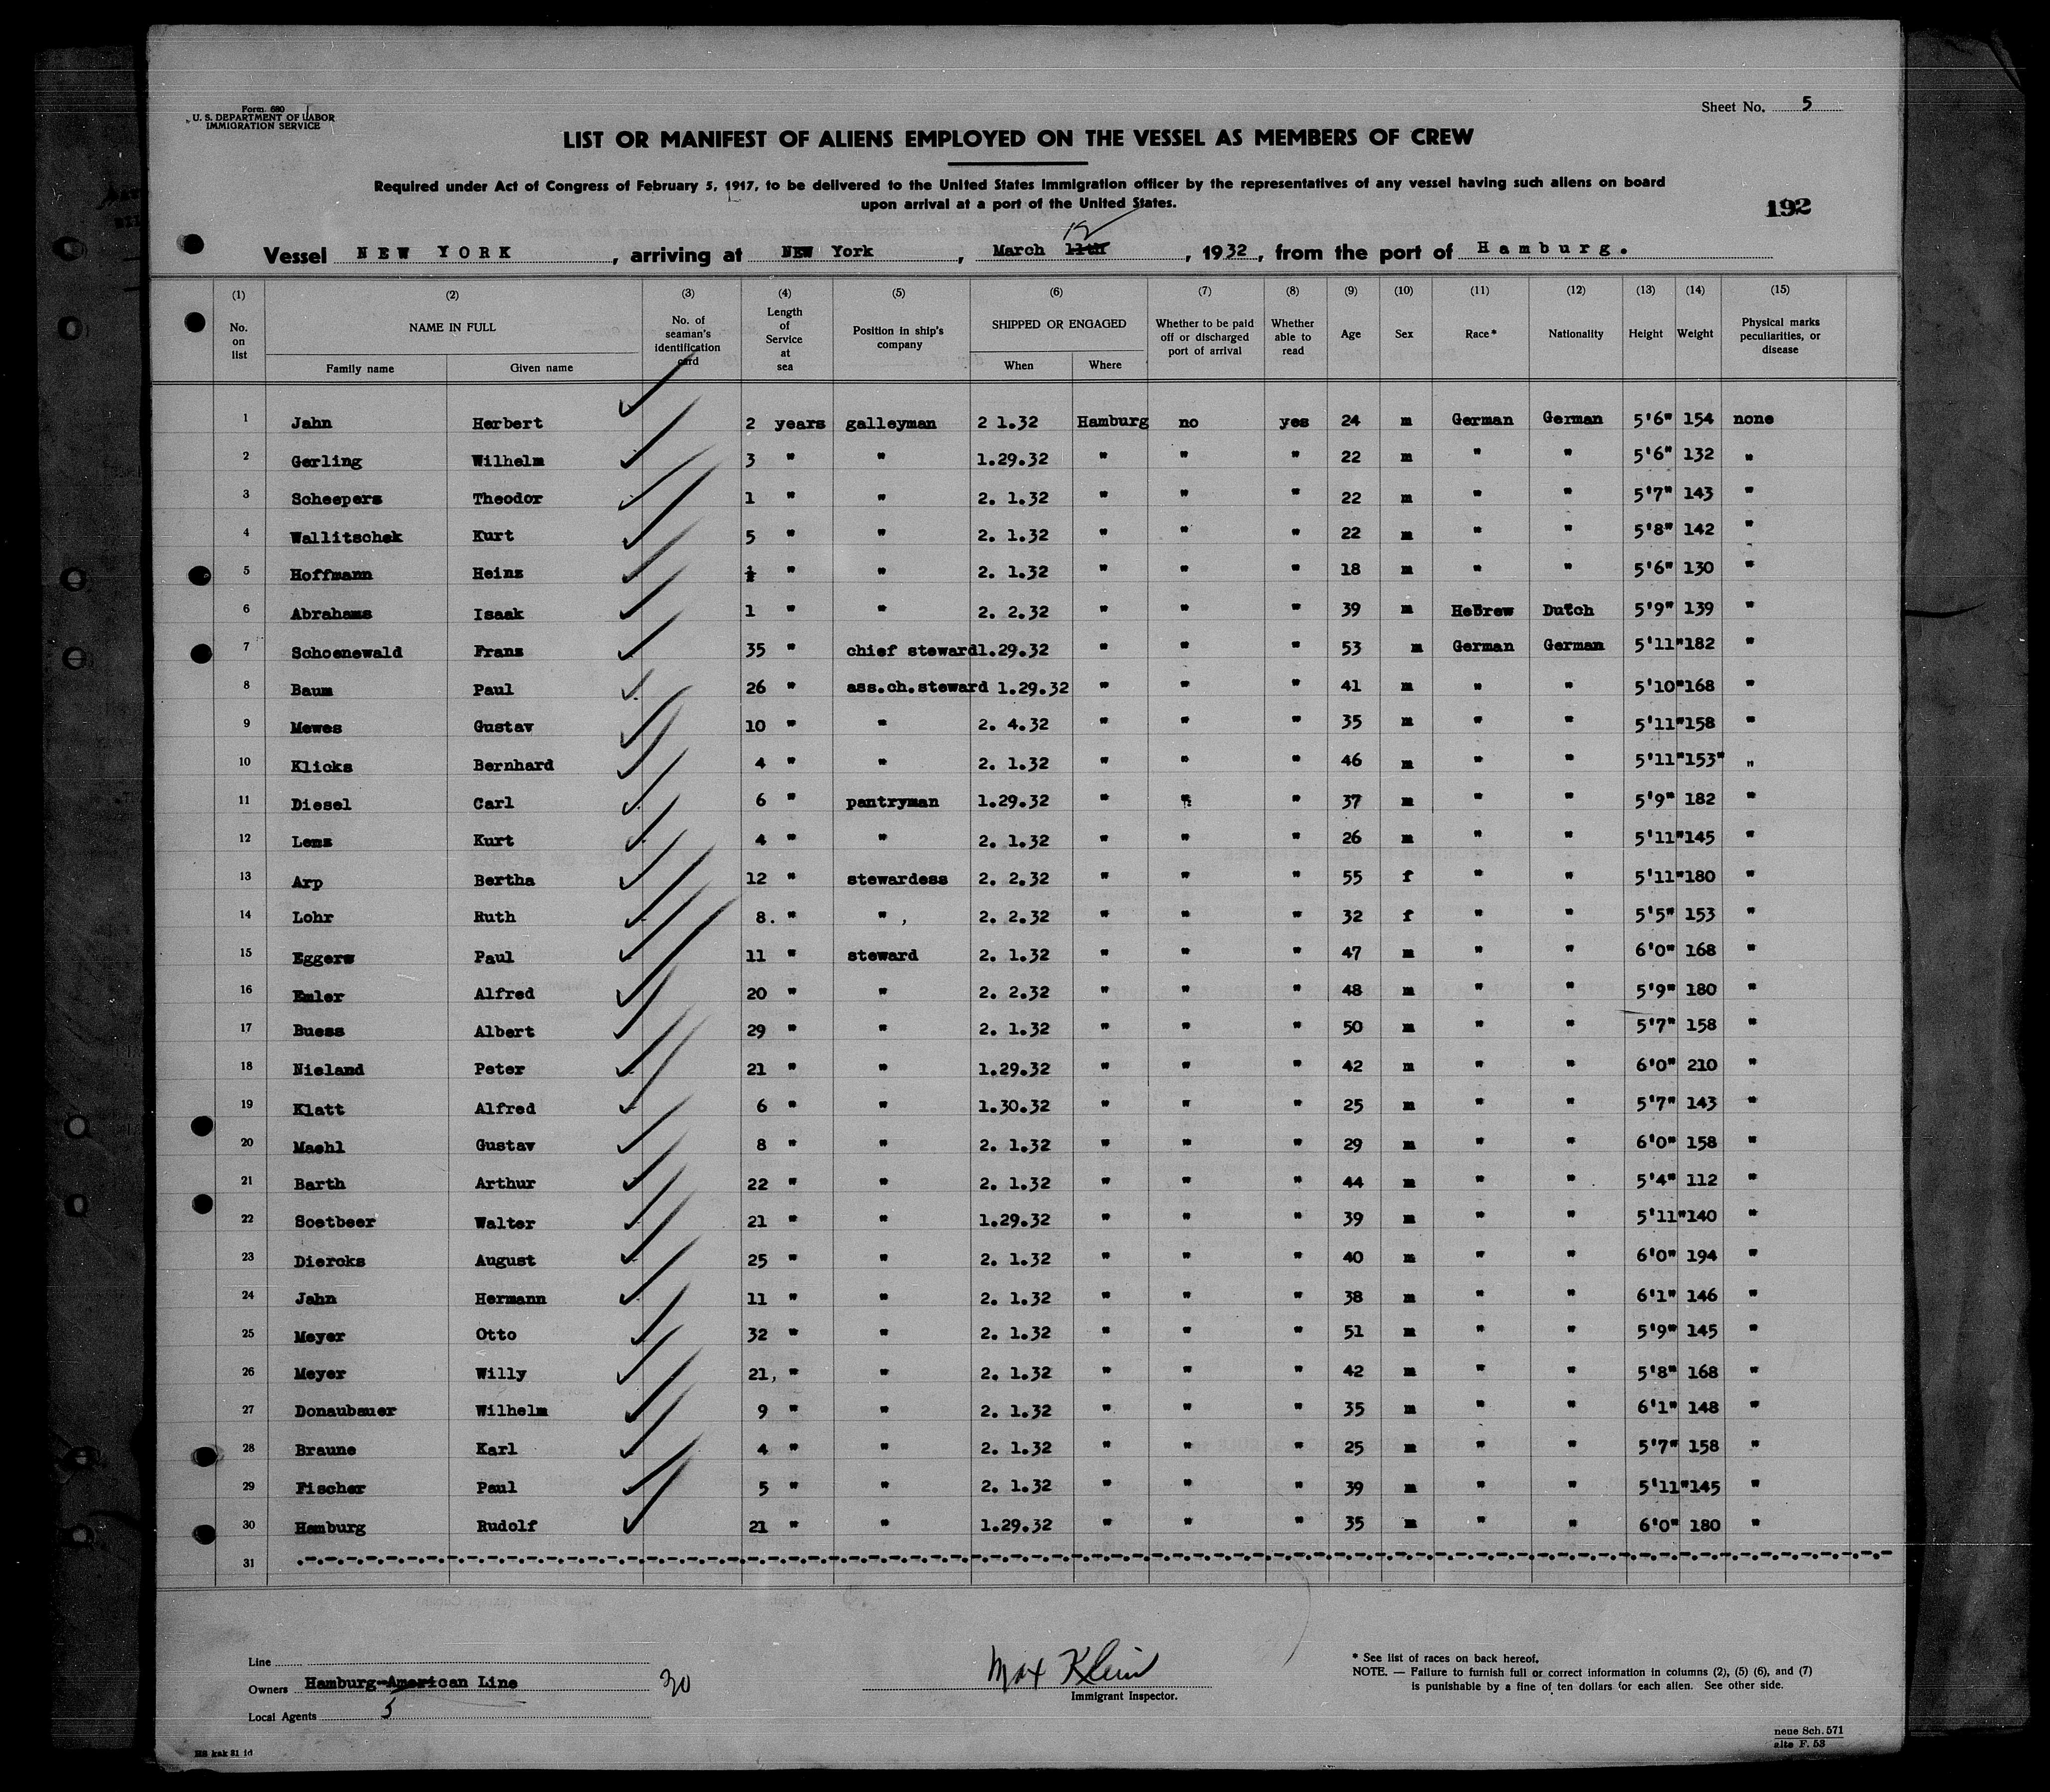 Form. 680
U. S. DEPARTMENT OF LABOR
IMMIGRATION SERVICE
Sheet No. 5
LIST OR MANIFEST OF ALIENS EMPLOYED ON THE VESSEL AS MEMBERS OF CREW
Required under Act of Congress of February 5, 1917, to be delivered to the United States immigration officer by the representatives of any vessel having such aliens on board
upon arrival at a port of the United States.
192
12
Vessel NEW YORK, arriving at NEW York, March 11th, 1932, from the port of Hamburg.
(1) (2) (3) (4) (5) (6) (7) (8) (9) (10) (11) (12) (13) (14) (15)
No. on list NAME IN FULL Family name Given name No. of seaman's identification card Length of Service at sea Position in ship's company SHIPPED OR ENGAGED When Where Whether to be paid off or discharged port of arrival Whether able to read Age Sex Race* Nationality Height Weight Physical marks peculiarities, or disease
1 Jahn Herbert 2 years galleyman 2 1.32 Hamburg no yes 24 m German German 5'6" 154 none
2 Gerling Wilhelm 3 " " 1.29.32 " " " 22 m " " 5'6" 132 "
3 Scheepers Theodor 1 " " 2. 1.32 " " " 22 m " " 5'7" 143 "
4 Wallitschek Kurt 5 " " 2. 1.32 " " " 22 m " " 5'8" 142 "
5 Hoffmann Heinz " " 2. 1.32 " " " 18 m " " 5'6" 130 "
6 Abrahams Isaak 1 " " 2. 2.32 " " " 39 m Hebrew Dutch 5'9" 139 "
7 Schoenewald Franz 35 " chief steward 1.29.32 " " " 53 m German German 5'11" 182 "
8 Baum Paul 26 " ass.ch.steward 1.29.32 " " " 41 m " " 5'10" 168 "
9 Mewes Gustav 10 " " 2. 4.32 " " " 35 m " " 5'11" 158 "
10 Klicks Bernhard 4 " " 2. 1.32 " " " 46 m " " 5'11" 153" "
11 Diesel Carl 6 " pantryman 1.29.32 " " " 37 m " " 5'9" 182 "
12 Lenz Kurt 4 " " 2. 1.32 " " " 26 m " " 5'11" 145 "
13 Arp Bertha 12 " stewardess 2. 2.32 " " " 55 f " " 5'11" 180 "
14 Lohr Ruth 8. " " 2. 2.32 " " " 32 f " " 5'5" 153 "
15 Eggers Paul 11 " steward 2. 1.32 " " " 47 m " " 6'0" 168 "
16 Emler Alfred 20 " " 2. 2.32 " " " 48 m " " 5'9" 180 "
17 Buess Albert 29 " " 2. 1.32 " " " 50 m " " 5'7" 158 "
18 Nieland Peter 21 " " 1.29.32 " " " 42 m " " 6'0" 210 "
19 Klatt Alfred 6 " " 1.30.32 " " " 25 m " " 5'7" 143 "
20 Maehl Gustav 8 " " 2. 1.32 " " " 29 m " " 6'0" 158 "
21 Barth Arthur 22 " " 2. 1.32 " " " 44 m " " 5'4" 112 "
22 Soetbeer Walter 21 " " 1.29.32 " " " 39 m " " 5'11" 140 "
23 Diercks August 25 " " 2. 1.32 " " " 40 m " " 6'0" 194 "
24 Jahn Hermann 11 " " 2. 1.32 " " " 38 m " " 6'1" 146 "
25 Meyer Otto 32 " " 2. 1.32 " " " 51 m " " 5'9" 145 "
26 Meyer Willy 21, " " 2. 1.32 " " " 42 m " " 5'8" 168 "
27 Donaubauer Wilhelm 9 " " 2. 1.32 " " " 35 m " " 6'1" 148 "
28 Braune Karl 4 " " 2. 1.32 " " " 25 m " " 5'7" 158 "
29 Fischer Paul 5 " " 2. 1.32 " " " 39 m " " 5'11" 145 "
30 Hamburg Rudolf 21 " " 1.29.32 " " " 35 m " " 6'0" 180 "
31
Line
Owners Hamburg-American Line
Local Agents 5
30
Max Klein
Immigrant Inspector.
* See list of races on back hereof.
NOTE. — Failure to furnish full or correct information in columns (2), (5) (6), and (7)
is punishable by a fine of ten dollars for each alien. See other side.
neue Sch. 571
alte F. 53